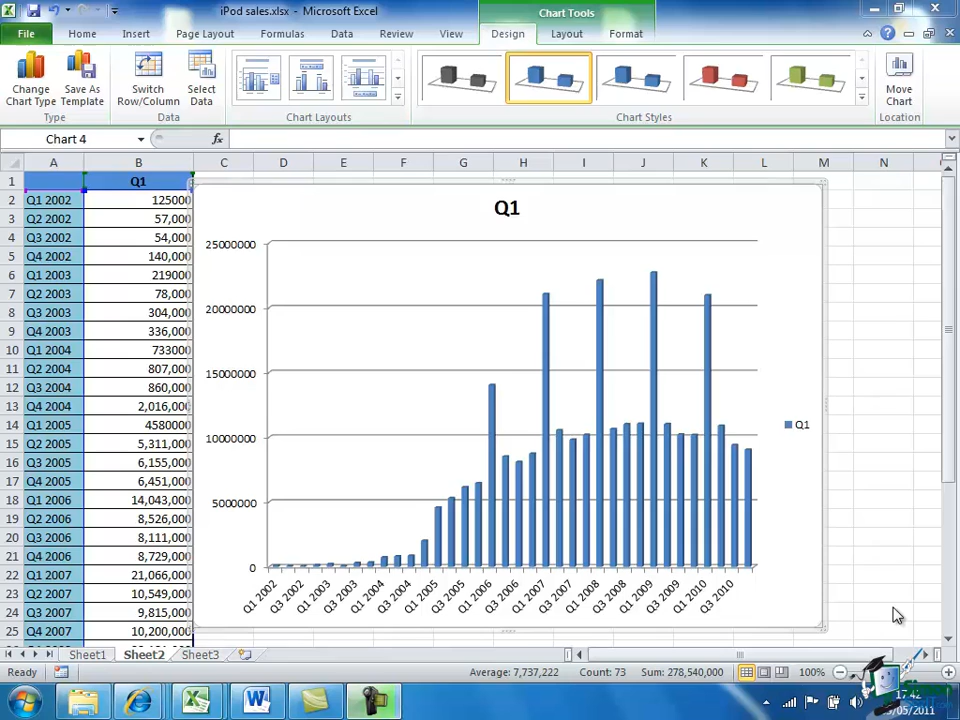 iPod sales.xlsx - Microsoft Excel
Chart Tools
File Home Insert Page Layout Formulas Data Review View Design Layout Format
Change Chart Type
Save As Template
Switch Row/Column
Select Data
Move Chart
Type Data Chart Layouts Chart Styles Location
Chart 4 fx
A B C D E F G H I J K L M N
1 Q1
2 Q1 2002 125000
3 Q2 2002 57,000
4 Q3 2002 54,000
5 Q4 2002 140,000
6 Q1 2003 219000
7 Q2 2003 78,000
8 Q3 2003 304,000
9 Q4 2003 336,000
10 Q1 2004 733000
11 Q2 2004 807,000
12 Q3 2004 860,000
13 Q4 2004 2,016,000
14 Q1 2005 4580000
15 Q2 2005 5,311,000
16 Q3 2005 6,155,000
17 Q4 2005 6,451,000
18 Q1 2006 14,043,000
19 Q2 2006 8,526,000
20 Q3 2006 8,111,000
21 Q4 2006 8,729,000
22 Q1 2007 21,066,000
23 Q2 2007 10,549,000
24 Q3 2007 9,815,000
25 Q4 2007 10,200,000
Q1
25000000
20000000
15000000
10000000
5000000
0
Q1 2002 Q3 2002 Q1 2003 Q3 2003 Q1 2004 Q3 2004 Q1 2005 Q3 2005 Q1 2006 Q3 2006 Q1 2007 Q3 2007 Q1 2008 Q3 2008 Q1 2009 Q3 2009 Q1 2010 Q3 2010
Q1
Sheet1 Sheet2 Sheet3
Ready Average: 7,737,222 Count: 73 Sum: 278,540,000 100%
17:42